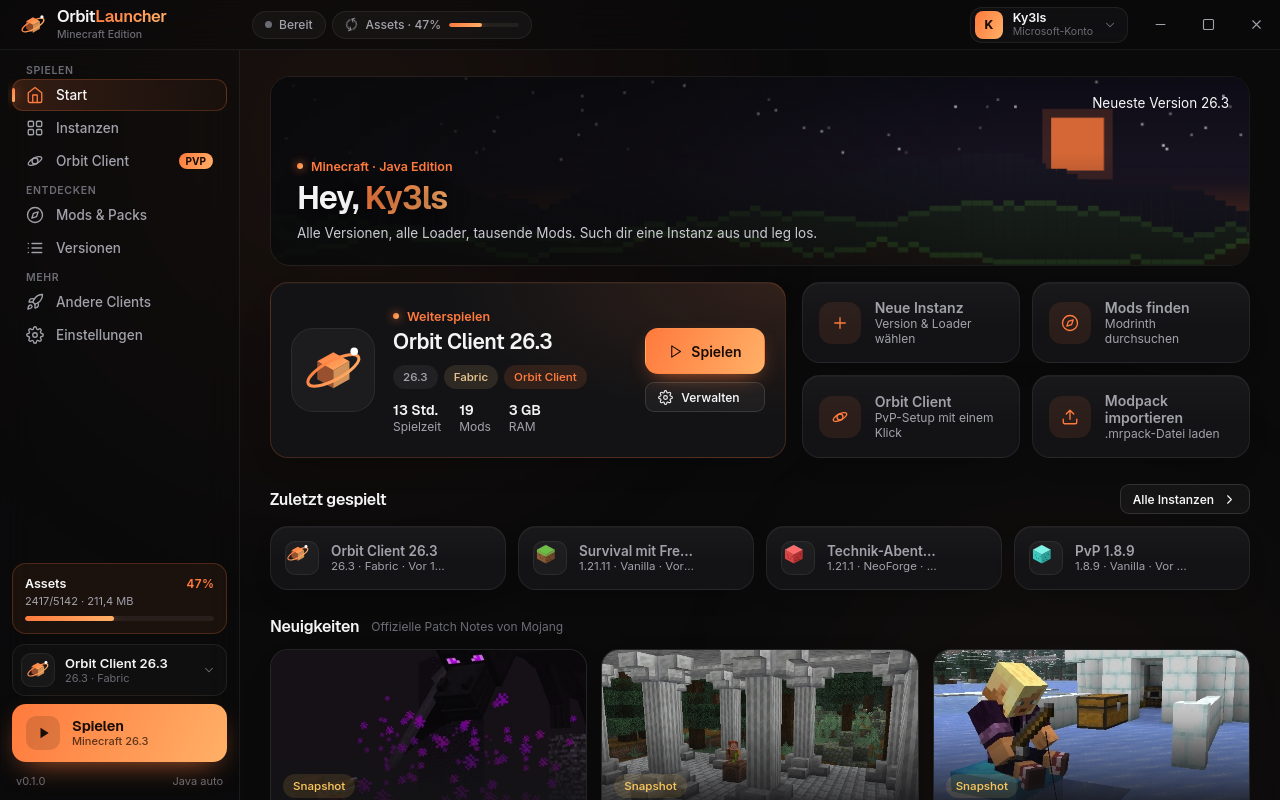 OrbitLauncher
Minecraft Edition
Bereit
Assets · 47%
K
Ky3ls
Microsoft-Konto
SPIELEN
Start
Instanzen
Orbit Client
PVP
ENTDECKEN
Mods & Packs
Versionen
MEHR
Andere Clients
Einstellungen
Assets
47%
2417/5142 · 211,4 MB
Orbit Client 26.3
26.3 · Fabric
Spielen
Minecraft 26.3
v0.1.0
Java auto
Neueste Version 26.3
Minecraft · Java Edition
Hey, Ky3ls
Alle Versionen, alle Loader, tausende Mods. Such dir eine Instanz aus und leg los.
Weiterspielen
Orbit Client 26.3
26.3
Fabric
Orbit Client
13 Std.
Spielzeit
19
Mods
3 GB
RAM
Spielen
Verwalten
Neue Instanz
Version & Loader
wählen
Mods finden
Modrinth
durchsuchen
Orbit Client
PvP-Setup mit einem
Klick
Modpack
importieren
.mrpack-Datei laden
Zuletzt gespielt
Alle Instanzen
Orbit Client 26.3
26.3 · Fabric · Vor 1...
Survival mit Fre...
1.21.11 · Vanilla · Vor...
Technik-Abent...
1.21.1 · NeoForge · ...
PvP 1.8.9
1.8.9 · Vanilla · Vor ...
Neuigkeiten
Offizielle Patch Notes von Mojang
Snapshot
Snapshot
Snapshot